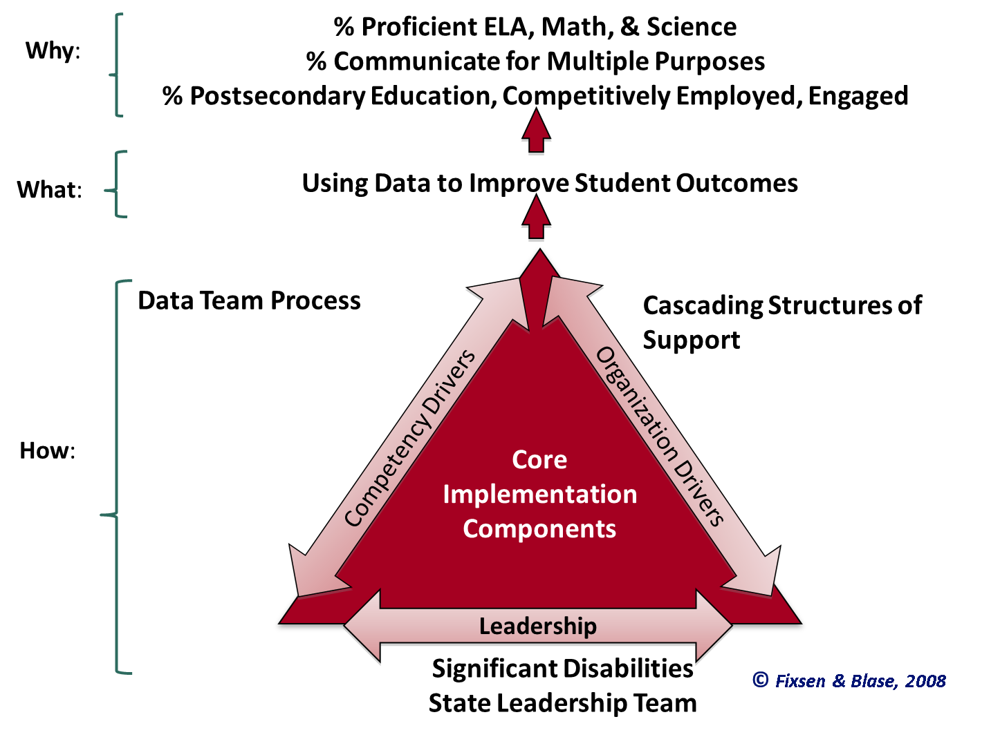 Why:
% Proficient ELA, Math, & Science
% Communicate for Multiple Purposes
% Postsecondary Education, Competitively Employed, Engaged
What:
Using Data to Improve Student Outcomes
How:
Data Team Process
Cascading Structures of
Support
Competency Drivers
Organization Drivers
Core
Implementation
Components
Leadership
Significant Disabilities
State Leadership Team
© Fixsen & Blase, 2008